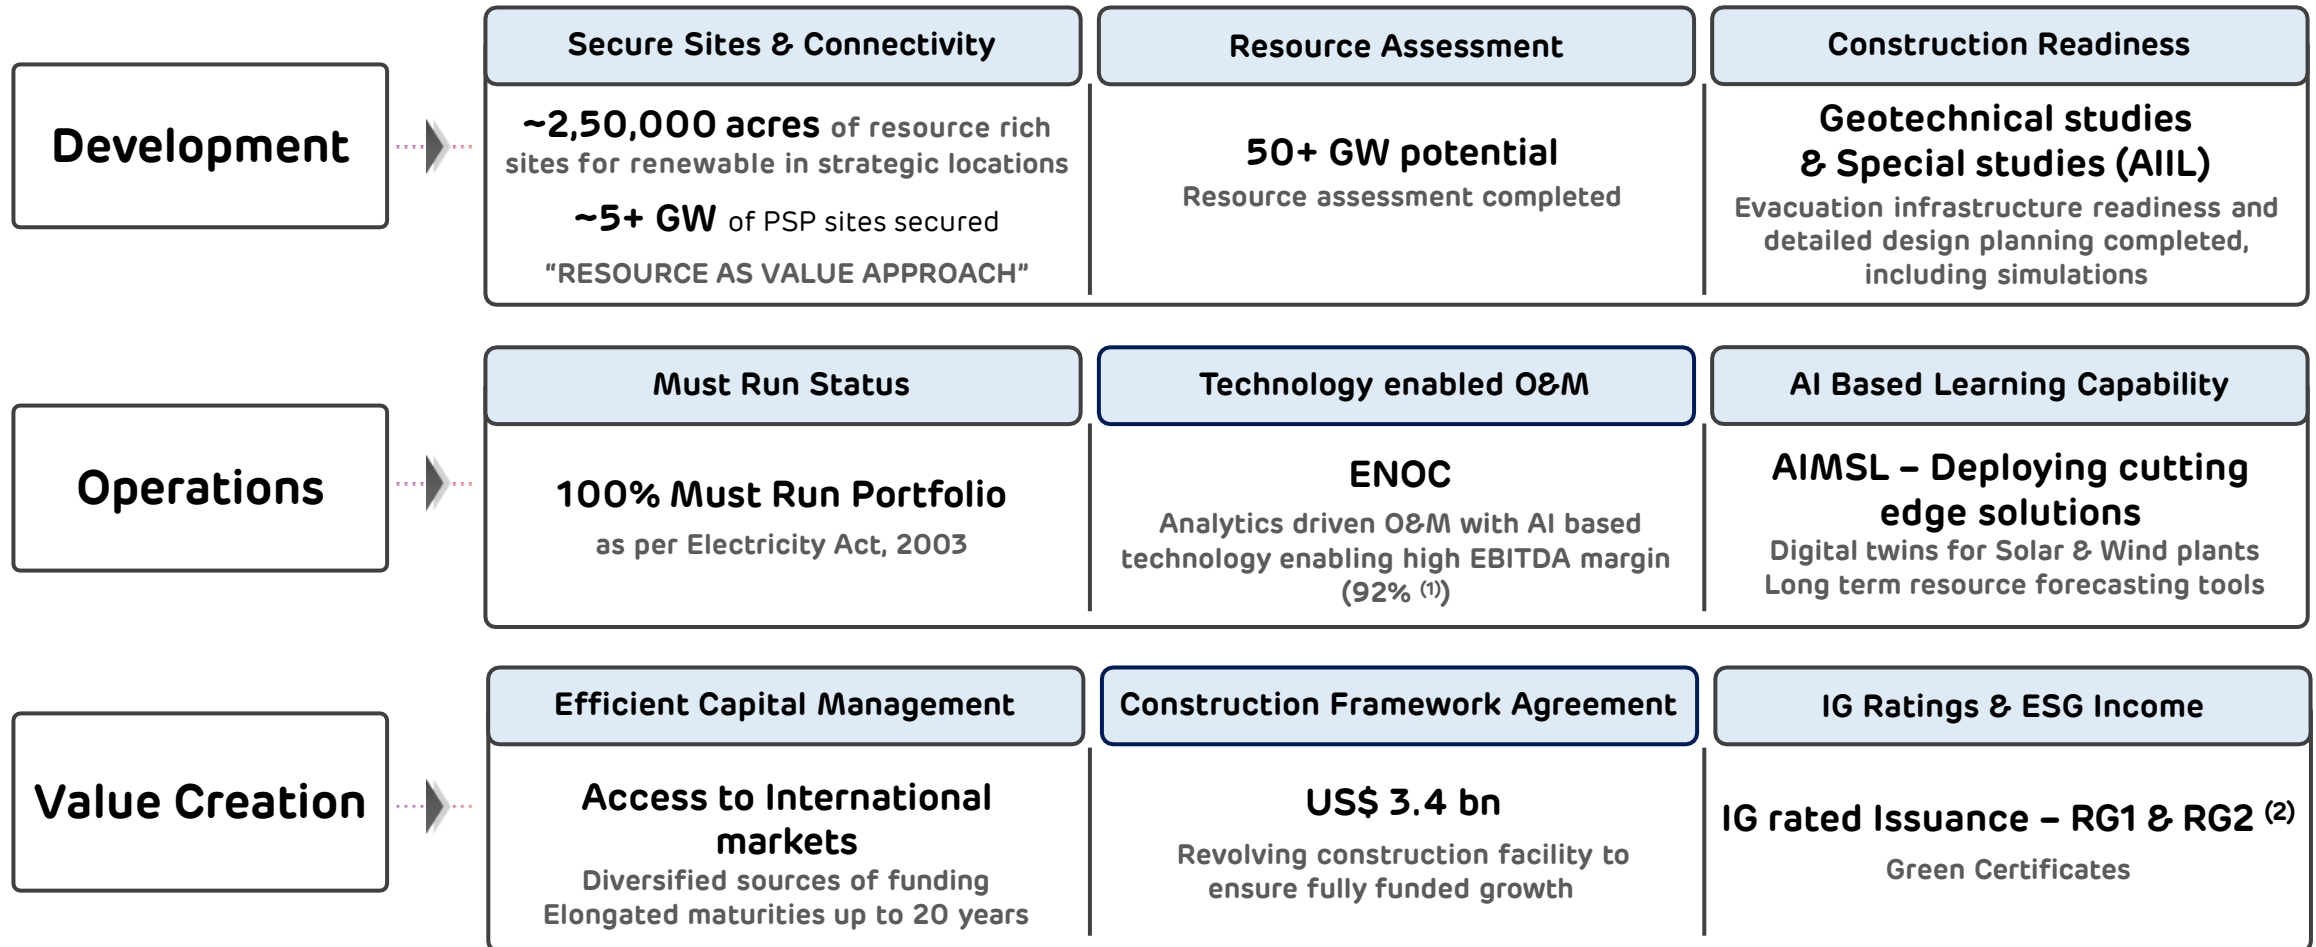 Development
Secure Sites & Connectivity
~2,50,000 acres of resource rich
sites for renewable in strategic locations
~5+ GW of PSP sites secured
“RESOURCE AS VALUE APPROACH”
Resource Assessment
50+ GW potential
Resource assessment completed
Construction Readiness
Geotechnical studies
& Special studies (AIIL)
Evacuation infrastructure readiness and
detailed design planning completed,
including simulations
Operations
Must Run Status
100% Must Run Portfolio
as per Electricity Act, 2003
Technology enabled O&M
ENOC
Analytics driven O&M with AI based
technology enabling high EBITDA margin
(92% (1))
AI Based Learning Capability
AIMSL – Deploying cutting
edge solutions
Digital twins for Solar & Wind plants
Long term resource forecasting tools
Value Creation
Efficient Capital Management
Access to International
markets
Diversified sources of funding
Elongated maturities up to 20 years
Construction Framework Agreement
US$ 3.4 bn
Revolving construction facility to
ensure fully funded growth
IG Ratings & ESG Income
IG rated Issuance – RG1 & RG2 (2)
Green Certificates